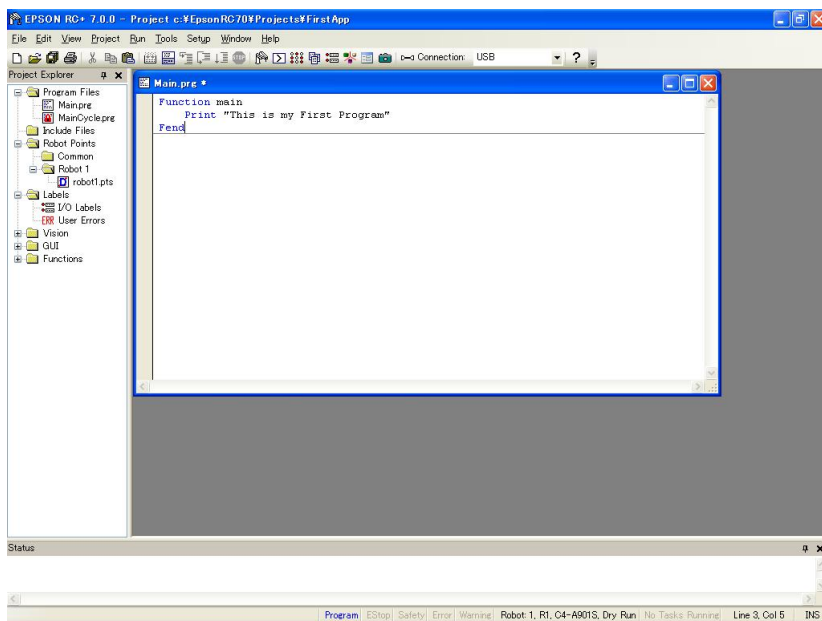 EPSON RC+ 7.0.0 - Project c:¥EpsonRC70¥Projects¥FirstApp
File Edit View Project Run Tools Setup Window Help
Connection: USB
Project Explorer
Program Files
Main.prg
MainCycle.prg
Include Files
Robot Points
Common
Robot 1
robot1.pts
Labels
I/O Labels
ERR User Errors
Vision
GUI
Functions
Main.prg *
Function main
Print "This is my First Program"
Fend
Status
Program EStop Safety Error Warning Robot: 1, R1, C4-A901S, Dry Run No Tasks Running Line 3, Col 5 INS